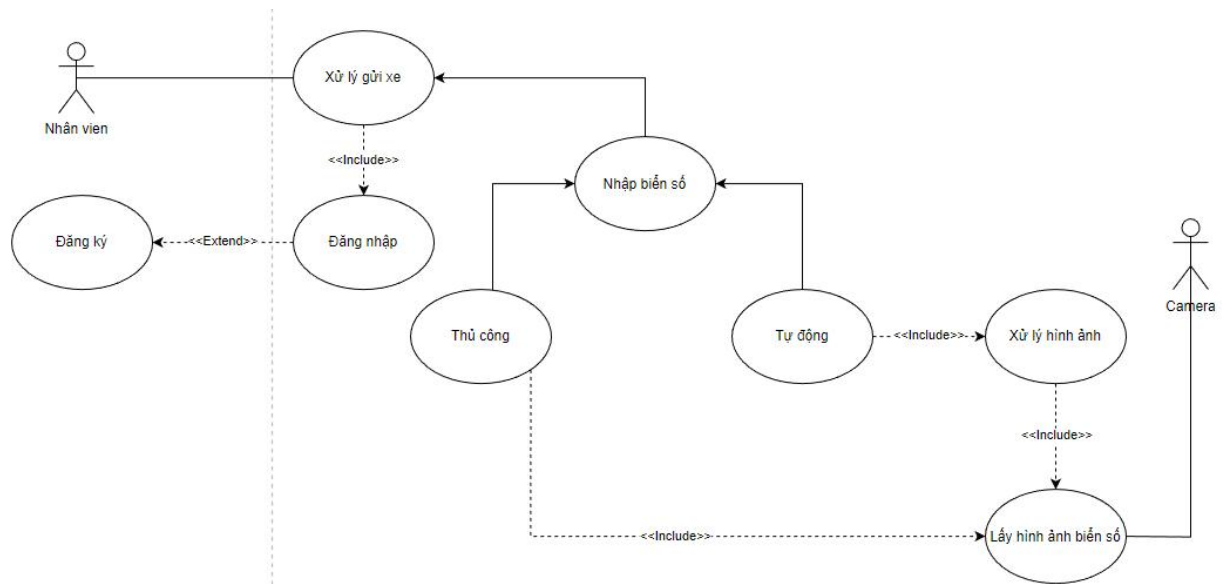 Xử lý gửi xe
Nhân vien
<<Include>>
Nhập biển số
Đăng ký
<<Extend>>
Đăng nhập
Camera
Thủ công
Tự động
<<Include>>
Xử lý hình ảnh
<<Include>>
<<Include>>
Lấy hình ảnh biển số